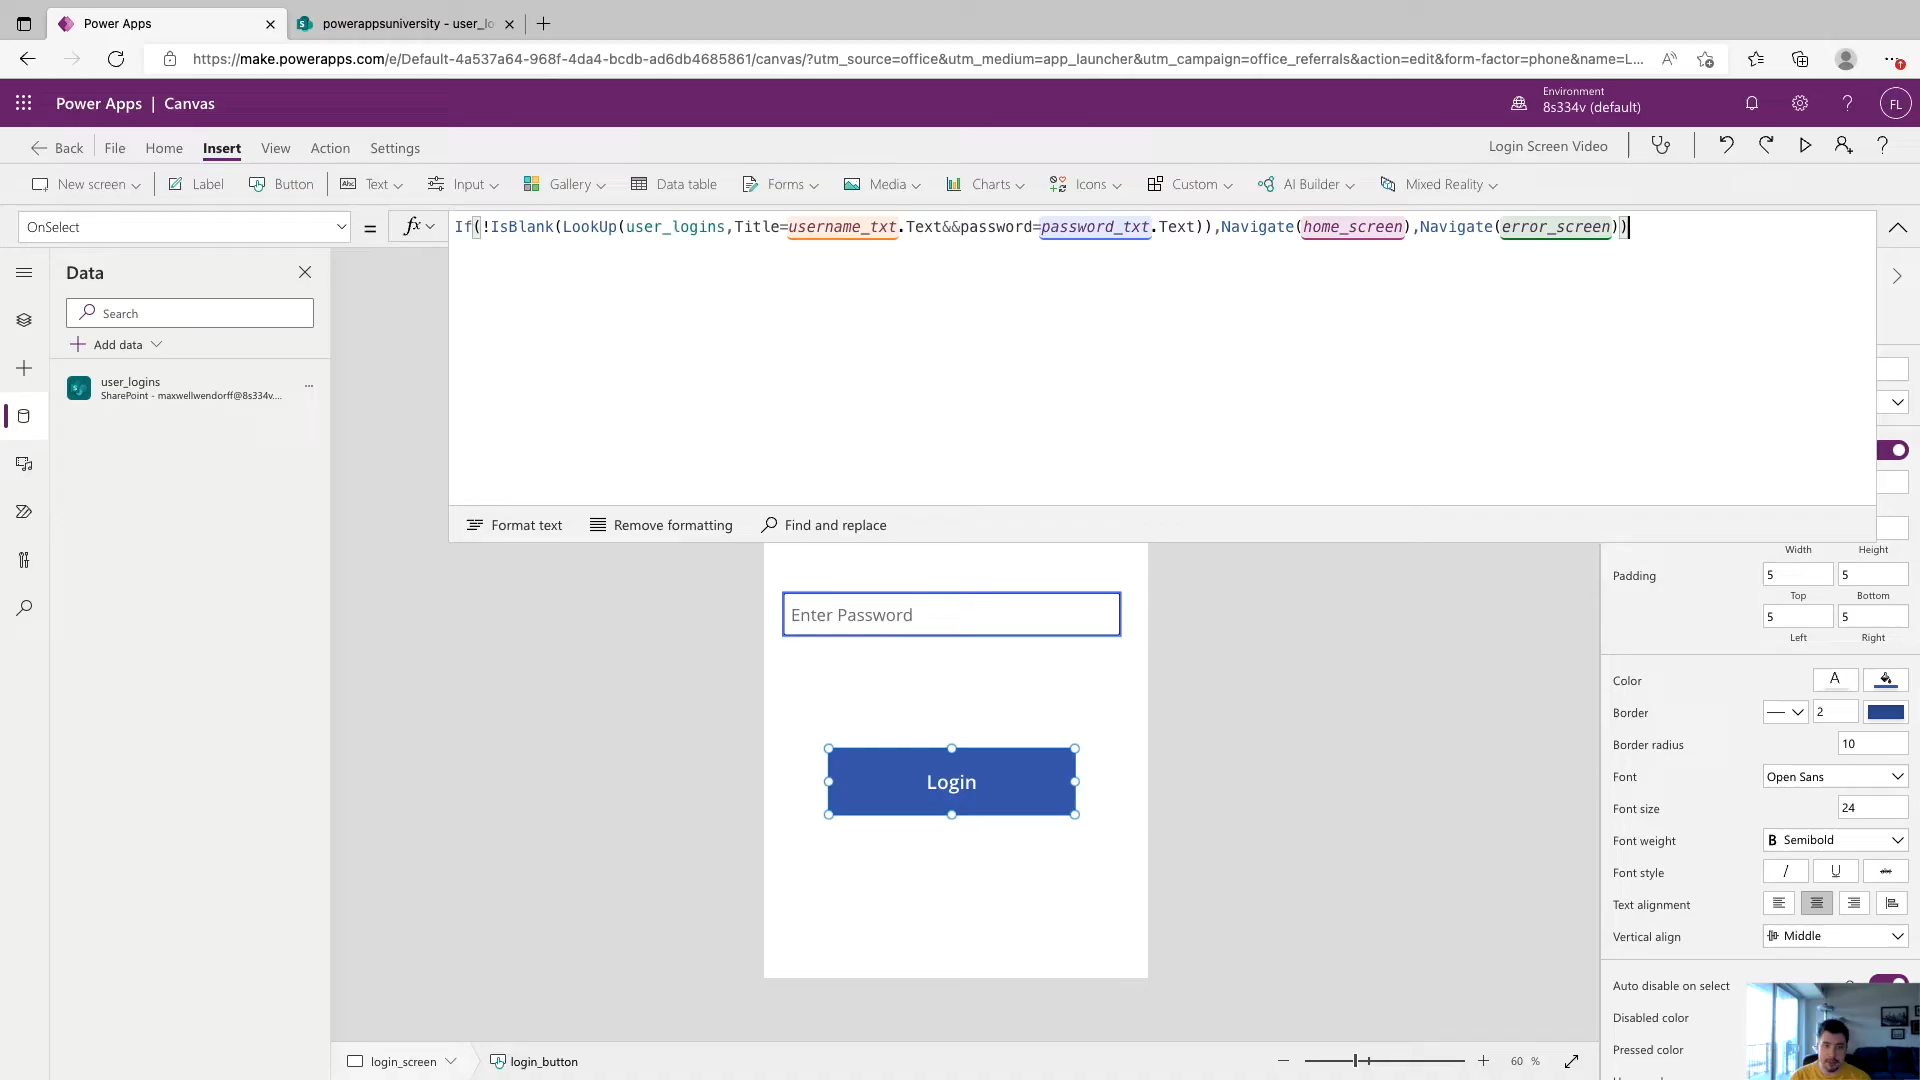 Power Apps
powerappsuniversity - user_lo
https://make.powerapps.com/e/Default-4a537a64-968f-4da4-bcdb-ad6db4685861/canvas/?utm_source=office&utm_medium=app_launcher&utm_campaign=office_referrals&action=edit&form-factor=phone&name=L...
Power Apps | Canvas
Environment
8s334v (default)
FL
Back File Home Insert View Action Settings
Login Screen Video
New screen Label Button Text Input Gallery Data table Forms Media Charts Icons Custom AI Builder Mixed Reality
OnSelect = fx If(!IsBlank(LookUp(user_logins,Title=username_txt.Text&&password=password_txt.Text)),Navigate(home_screen),Navigate(error_screen))
Data
Search
Add data
user_logins
SharePoint - maxwellwendorff@8s334v....
Format text Remove formatting Find and replace
Width Height
Padding 5 5
Top Bottom
5 5
Left Right
Enter Password
Login
Color A
Border 2
Border radius 10
Font Open Sans
Font size 24
Font weight B Semibold
Font style / U abc
Text alignment
Vertical align Middle
Auto disable on select
Disabled color
Pressed color
login_screen login_button
60 %